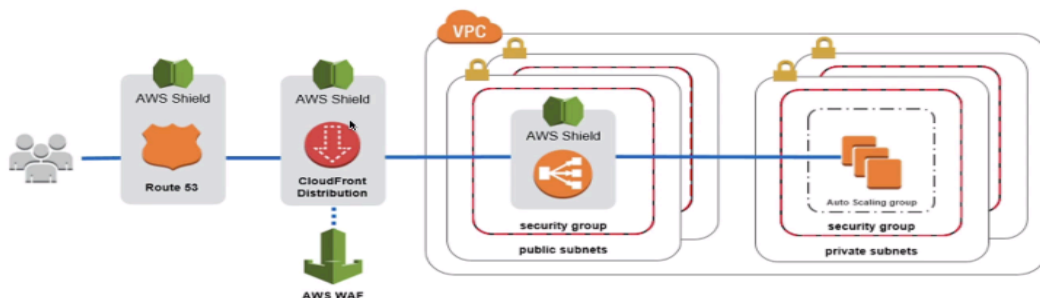 VPC
AWS Shield
Route 53
AWS Shield
CloudFront
Distribution
AWS WAF
AWS Shield
security group
public subnets
Auto Scaling group
security group
private subnets